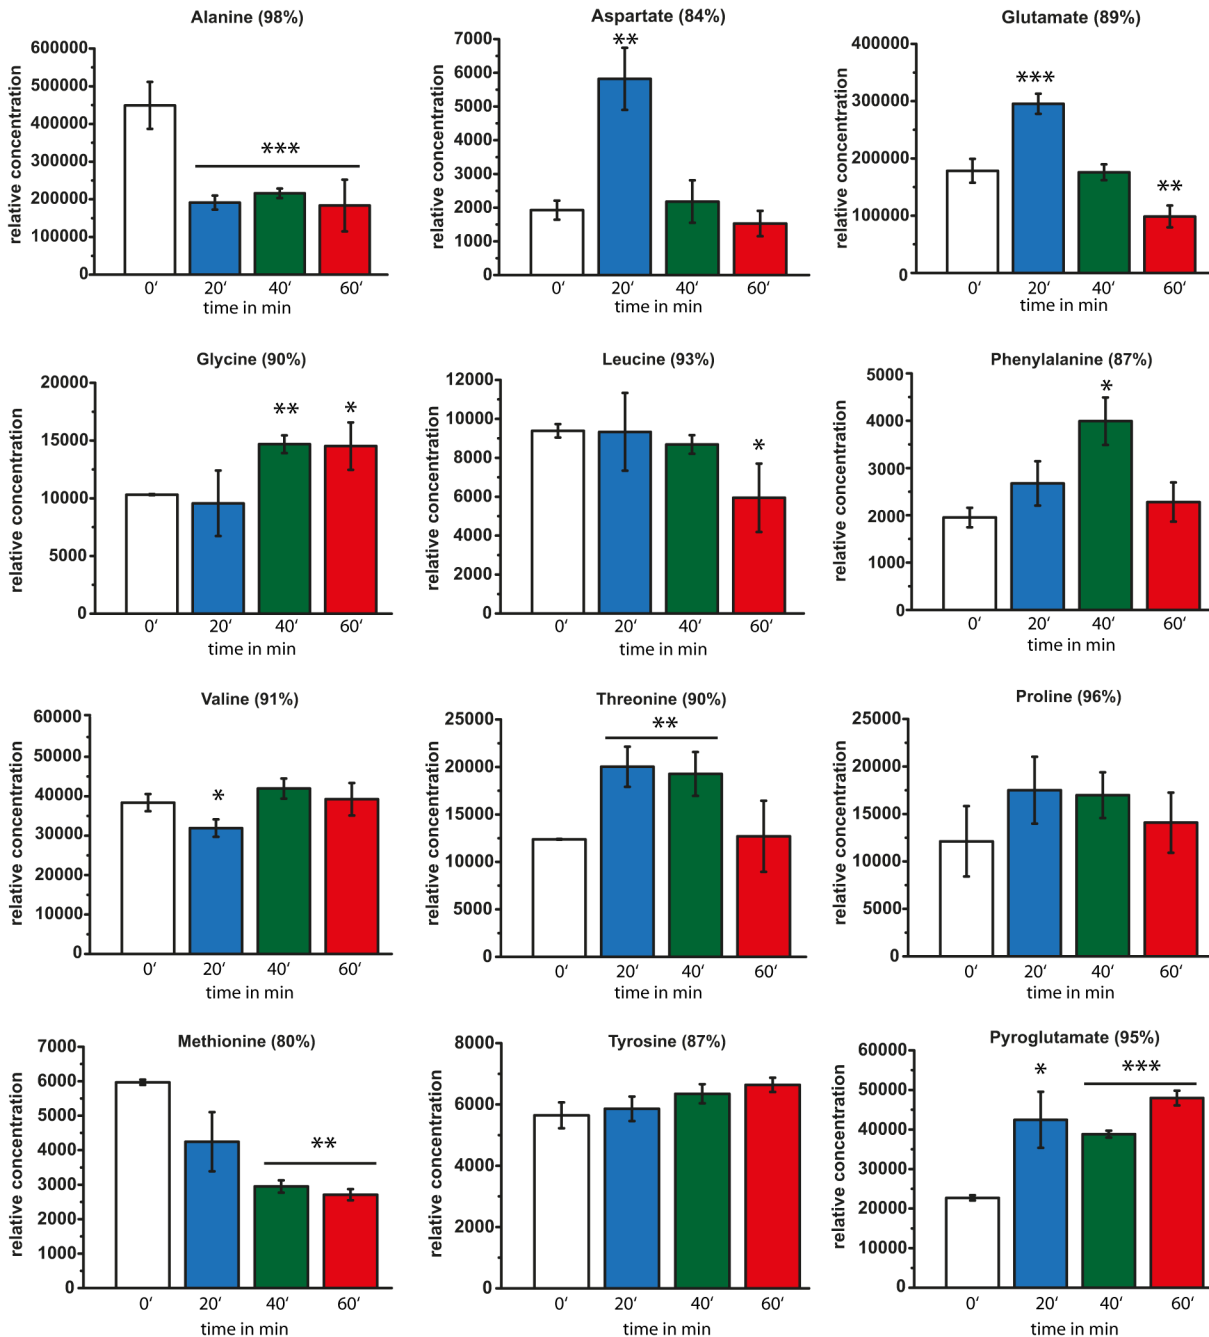 Alanine (98%)
relative concentration
600000
500000
400000
300000
200000
100000
0
***
0‘ 20‘ 40‘ 60‘
time in min
Aspartate (84%)
relative concentration
7000
6000
5000
4000
3000
2000
1000
0
**
0‘ 20‘ 40‘ 60‘
time in min
Glutamate (89%)
relative concentration
400000
300000
200000
100000
0
***
**
0‘ 20‘ 40‘ 60‘
time in min
Glycine (90%)
relative concentration
20000
15000
10000
5000
0
** *
0‘ 20‘ 40‘ 60‘
time in min
Leucine (93%)
relative concentration
12000
10000
8000
6000
4000
2000
0
*
0‘ 20‘ 40‘ 60‘
time in min
Phenylalanine (87%)
relative concentration
5000
4000
3000
2000
1000
0
*
0‘ 20‘ 40‘ 60‘
time in min
Valine (91%)
relative concentration
60000
50000
40000
30000
20000
10000
0
*
0‘ 20‘ 40‘ 60‘
time in min
Threonine (90%)
relative concentration
25000
20000
15000
10000
5000
0
**
0‘ 20‘ 40‘ 60‘
time in min
Proline (96%)
relative concentration
25000
20000
15000
10000
5000
0
0‘ 20‘ 40‘ 60‘
time in min
Methionine (80%)
relative concentration
7000
6000
5000
4000
3000
2000
1000
0
**
0‘ 20‘ 40‘ 60‘
time in min
Tyrosine (87%)
relative concentration
8000
6000
4000
2000
0
0‘ 20‘ 40‘ 60‘
time in min
Pyroglutamate (95%)
relative concentration
60000
50000
40000
30000
20000
10000
0
* ***
0‘ 20‘ 40‘ 60‘
time in min